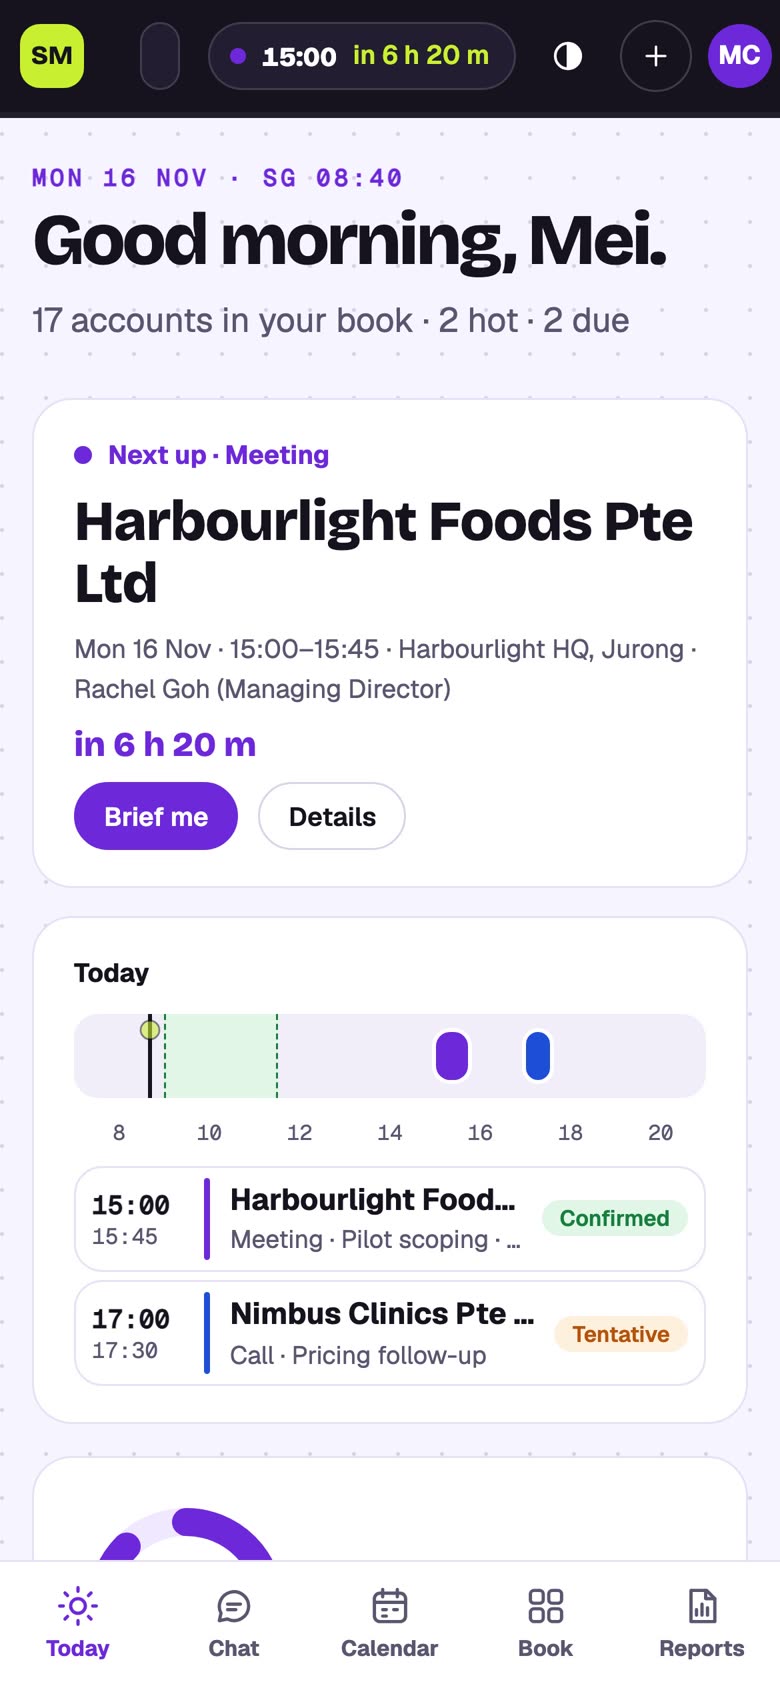 SM
15:00 in 6 h 20 m
MC
MON 16 NOV · SG 08:40
Good morning, Mei.
17 accounts in your book · 2 hot · 2 due
Next up · Meeting
Harbourlight Foods Pte
Ltd
Mon 16 Nov · 15:00–15:45 · Harbourlight HQ, Jurong ·
Rachel Goh (Managing Director)
in 6 h 20 m
Brief me
Details
Today
8 10 12 14 16 18 20
15:00 Harbourlight Food... Confirmed
15:45 Meeting · Pilot scoping · ...
17:00 Nimbus Clinics Pte ... Tentative
17:30 Call · Pricing follow-up
Today Chat Calendar Book Reports